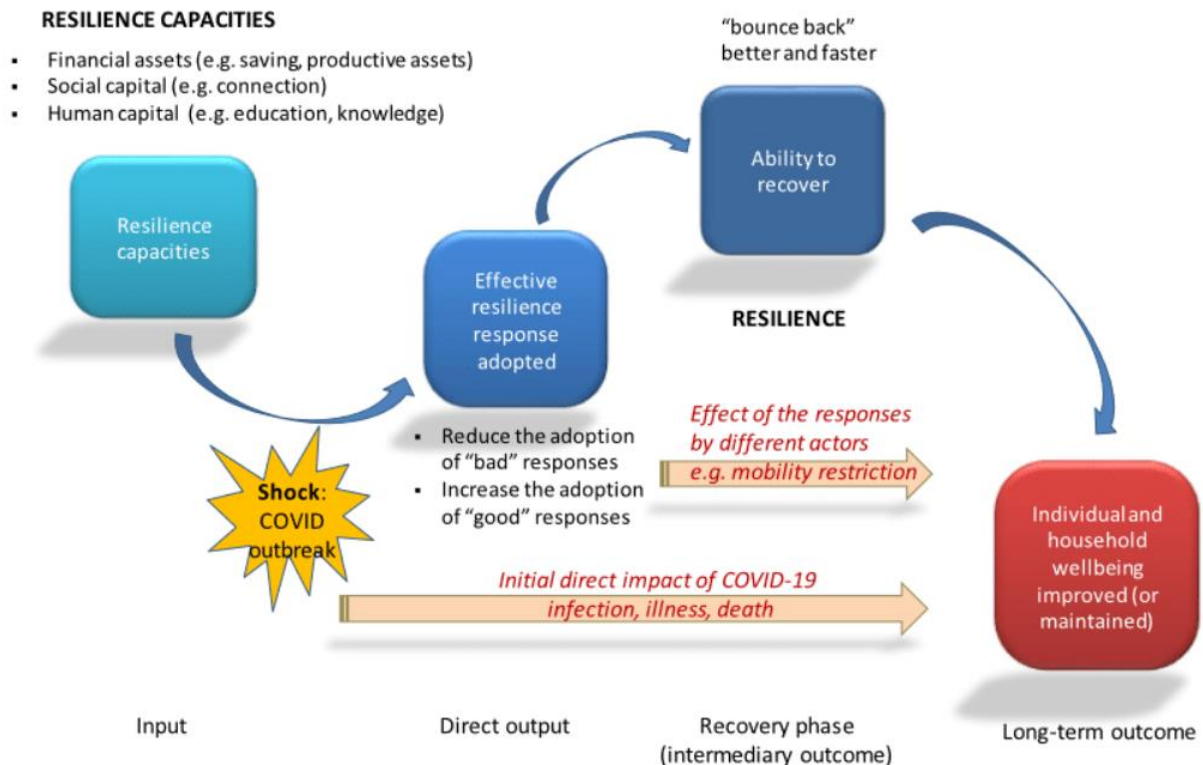 RESILIENCE CAPACITIES
▪ Financial assets (e.g. saving, productive assets)
▪ Social capital (e.g. connection)
▪ Human capital (e.g. education, knowledge)
"bounce back"
better and faster
Resilience
capacities
Effective
resilience
response
adopted
Ability to
recover
RESILIENCE
▪ Reduce the adoption
of "bad" responses
▪ Increase the adoption
of "good" responses
Effect of the responses
by different actors
e.g. mobility restriction
Shock:
COVID
outbreak
Initial direct impact of COVID-19
infection, illness, death
Individual and
household
wellbeing
improved (or
maintained)
Input
Direct output
Recovery phase
(intermediary outcome)
Long-term outcome